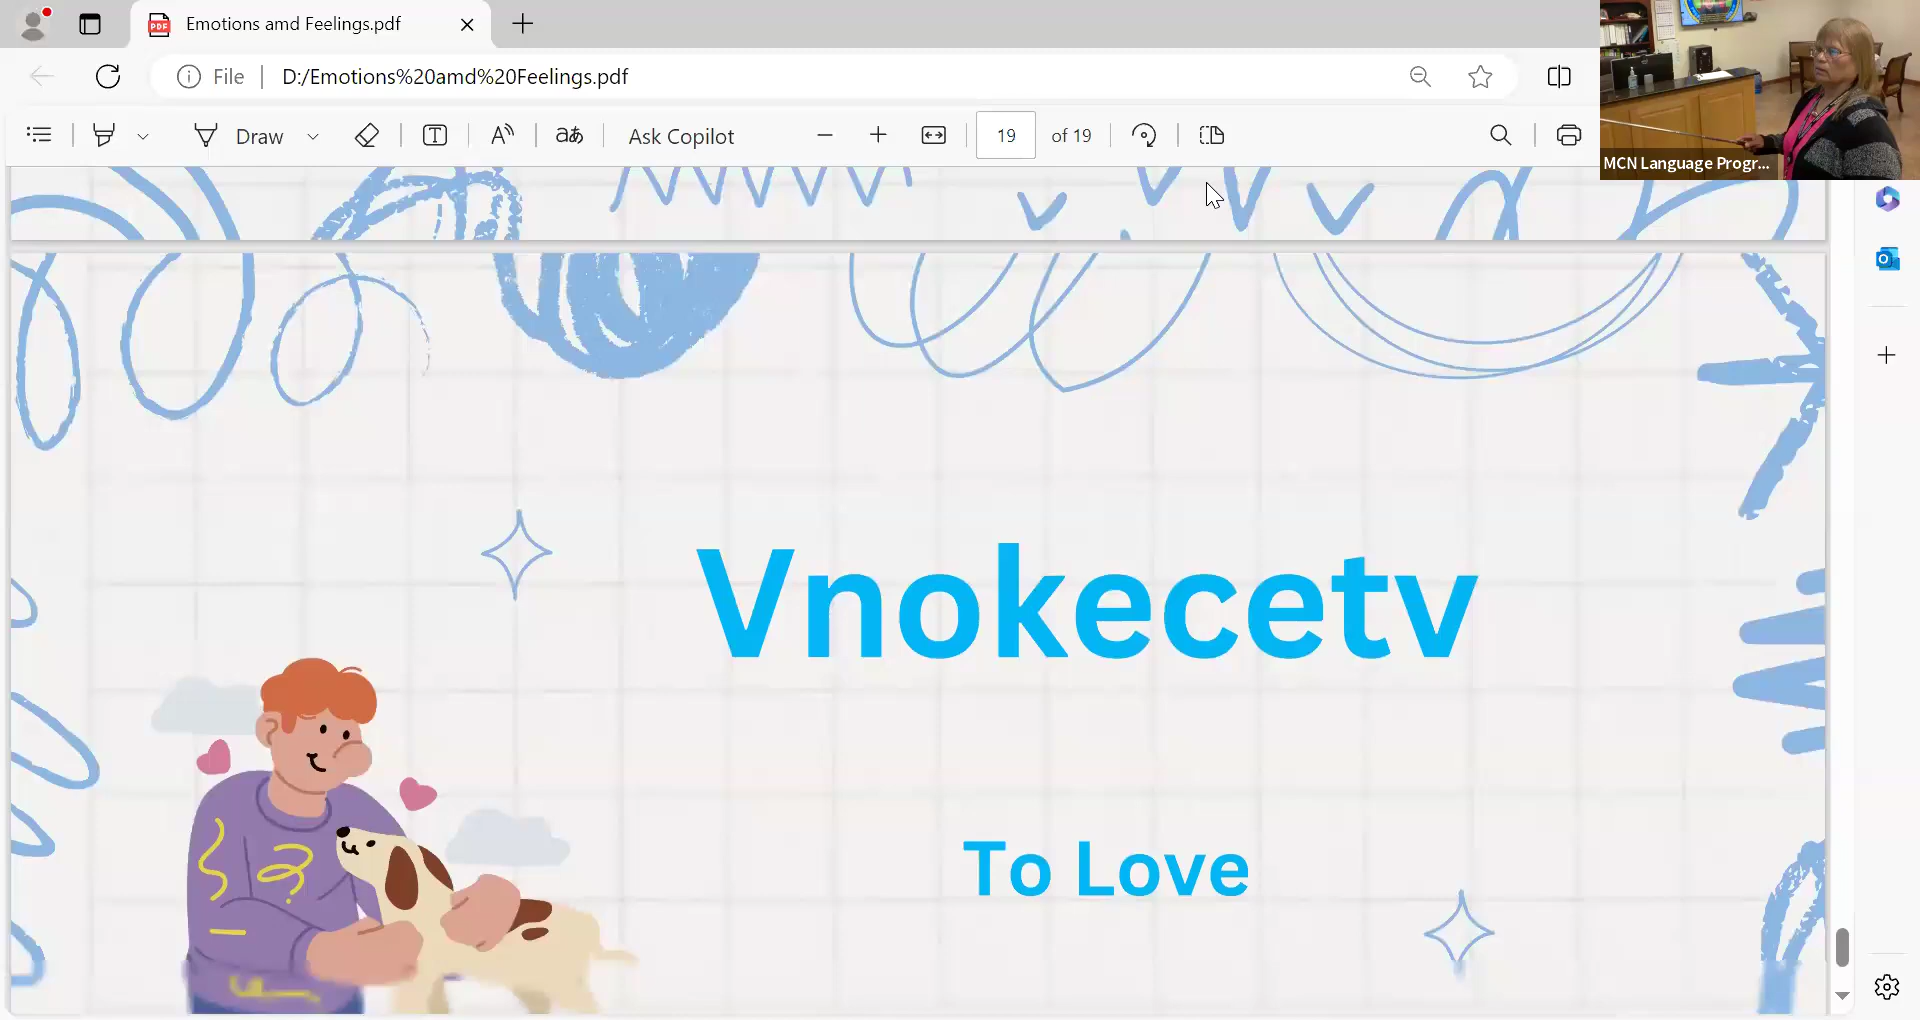 Emotions amd Feelings.pdf
File
D:/Emotions%20amd%20Feelings.pdf
Draw
Ask Copilot
19 of 19
MCN Language Progr...
Vnokecetv
To Love